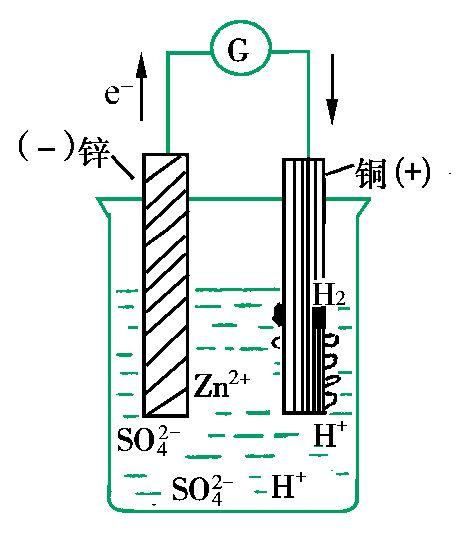 G
e⁻
(−)锌
铜(+)
H₂
Zn²⁺
SO₄²⁻
H⁺
SO₄²⁻
H⁺